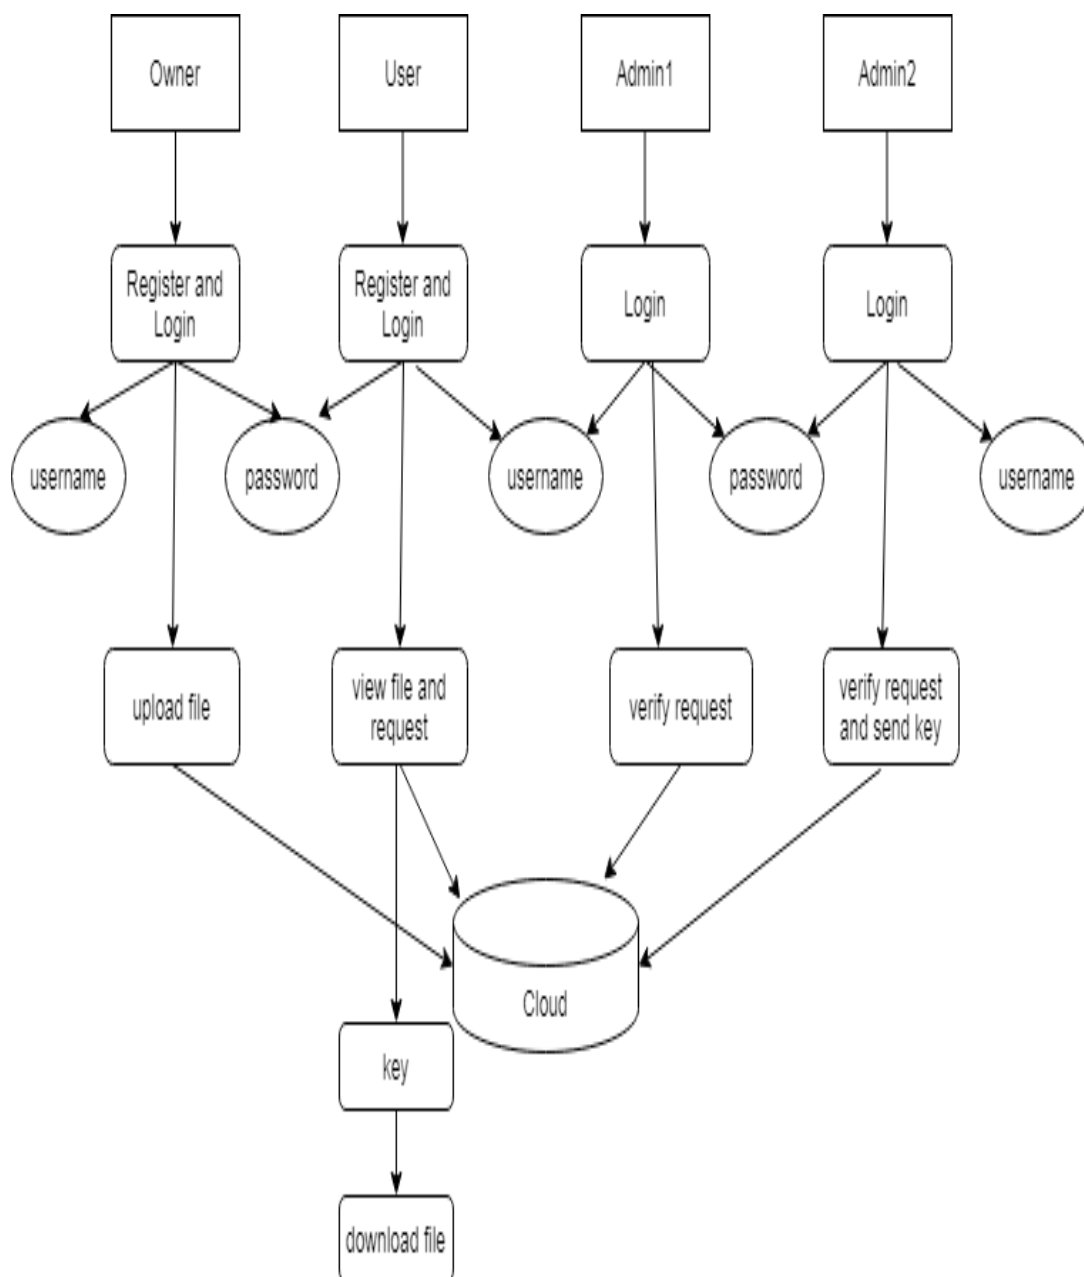 Owner
User
Admin1
Admin2
Register and
Login
Register and
Login
Login
Login
username
password
username
password
username
upload file
view file and
request
verify request
verify request
and send key
Cloud
key
download file